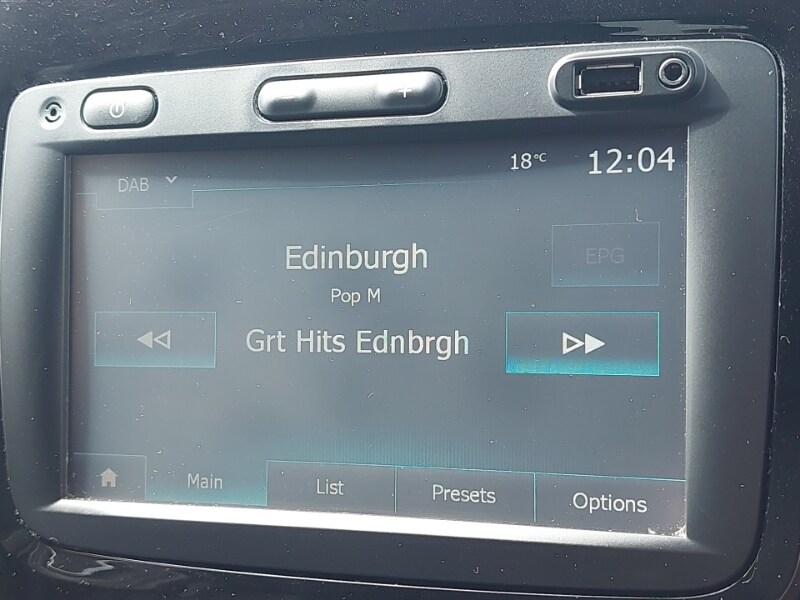 - +
18°C 12:04
DAB
Edinburgh
EPG
Pop M
Grt Hits Ednbrgh
Main
List
Presets
Options